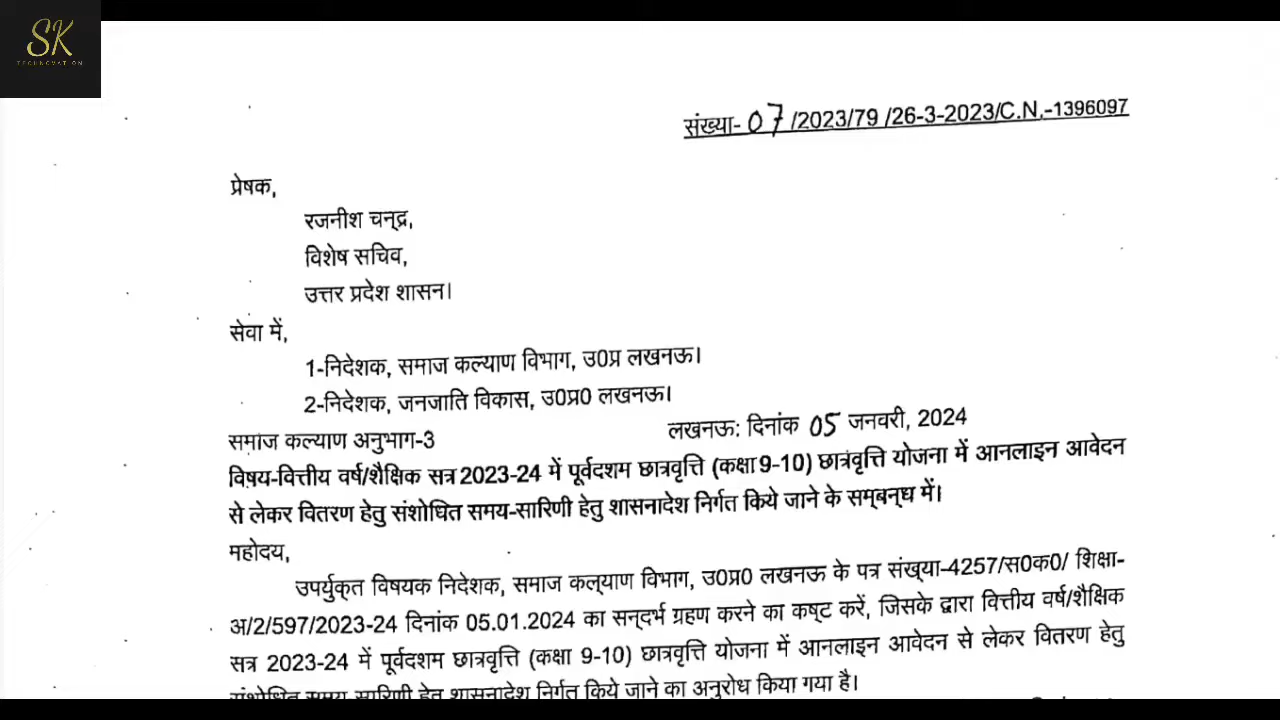 SK
TECHNOVATION
संख्या- 07 /2023/79 /26-3-2023/C.N.-1396097
प्रेषक,
रजनीश चन्द्र,
विशेष सचिव,
उत्तर प्रदेश शासन।
सेवा में,
1-निदेशक, समाज कल्याण विभाग, उ0प्र लखनऊ।
2-निदेशक, जनजाति विकास, उ0प्र0 लखनऊ।
समाज कल्याण अनुभाग-3 लखनऊ: दिनांक 05 जनवरी, 2024
विषय-वित्तीय वर्ष/शैक्षिक सत्र 2023-24 में पूर्वदशम छात्रवृत्ति (कक्षा 9-10) छात्रवृत्ति योजना में आनलाइन आवेदन
से लेकर वितरण हेतु संशोधित समय-सारिणी हेतु शासनादेश निर्गत किये जाने के सम्बन्ध में।
महोदय,
उपर्युक्त विषयक निदेशक, समाज कल्याण विभाग, उ0प्र0 लखनऊ के पत्र संख्या-4257/स0क0/ शिक्षा-
अ/2/597/2023-24 दिनांक 05.01.2024 का सन्दर्भ ग्रहण करने का कष्ट करें, जिसके द्वारा वित्तीय वर्ष/शैक्षिक
सत्र 2023-24 में पूर्वदशम छात्रवृत्ति (कक्षा 9-10) छात्रवृत्ति योजना में आनलाइन आवेदन से लेकर वितरण हेतु
संशोधित समय सारिणी हेतु शासनादेश निर्गत किये जाने का अनुरोध किया गया है।